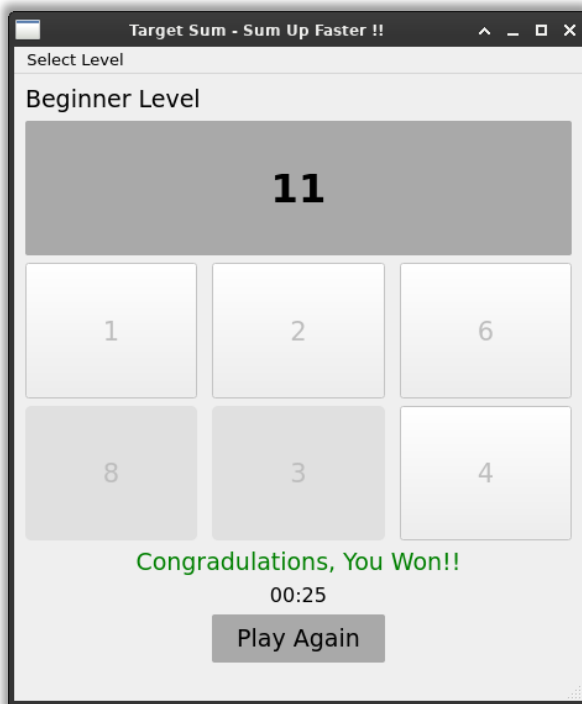 Target Sum - Sum Up Faster !!
Select Level
Beginner Level
11
1 2 6
8 3 4
Congradulations, You Won!!
00:25
Play Again